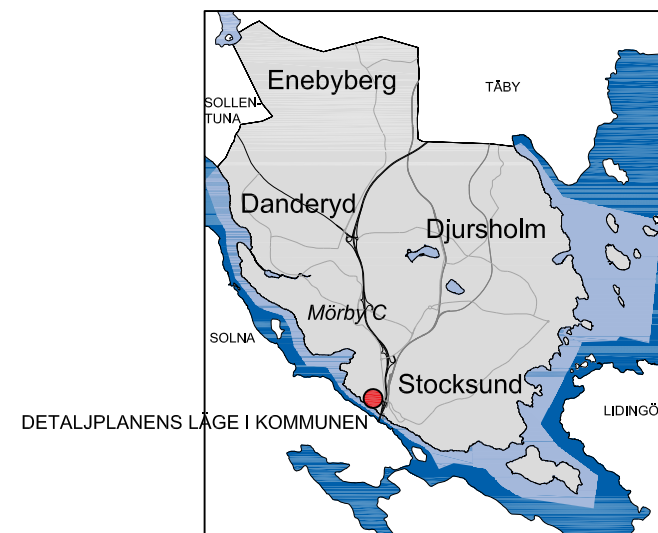 Enebyberg
TÄBY
SOLLEN-
TUNA
Danderyd
Djursholm
Mörby C
SOLNA
Stocksund
LIDINGÖ
DETALJPLANENS LÄGE I KOMMUNEN